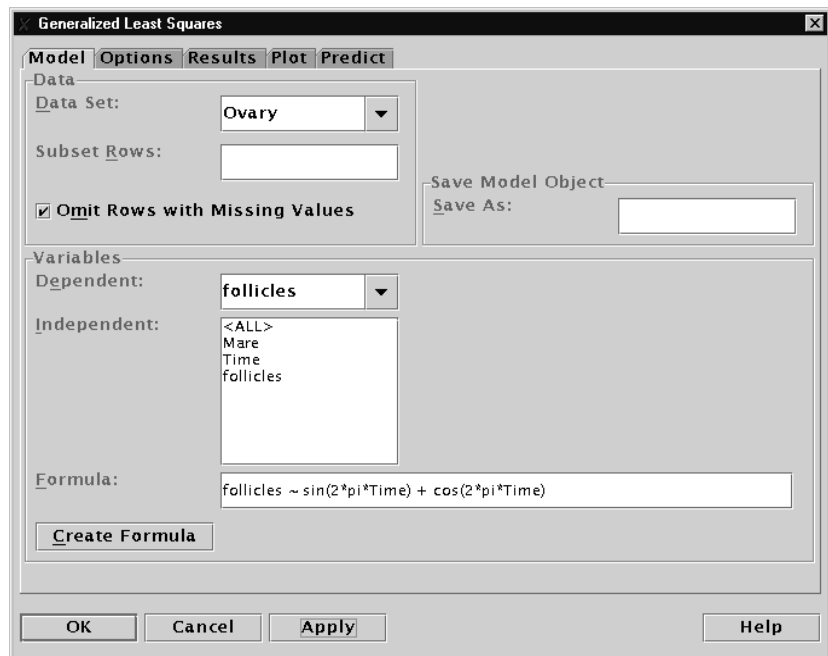 Generalized Least Squares
Model Options Results Plot Predict
Data
Data Set:
Ovary
Subset Rows:
Omit Rows with Missing Values
Save Model Object
Save As:
Variables
Dependent:
follicles
Independent:
<ALL>
Mare
Time
follicles
Formula:
follicles ~ sin(2*pi*Time) + cos(2*pi*Time)
Create Formula
OK Cancel Apply Help